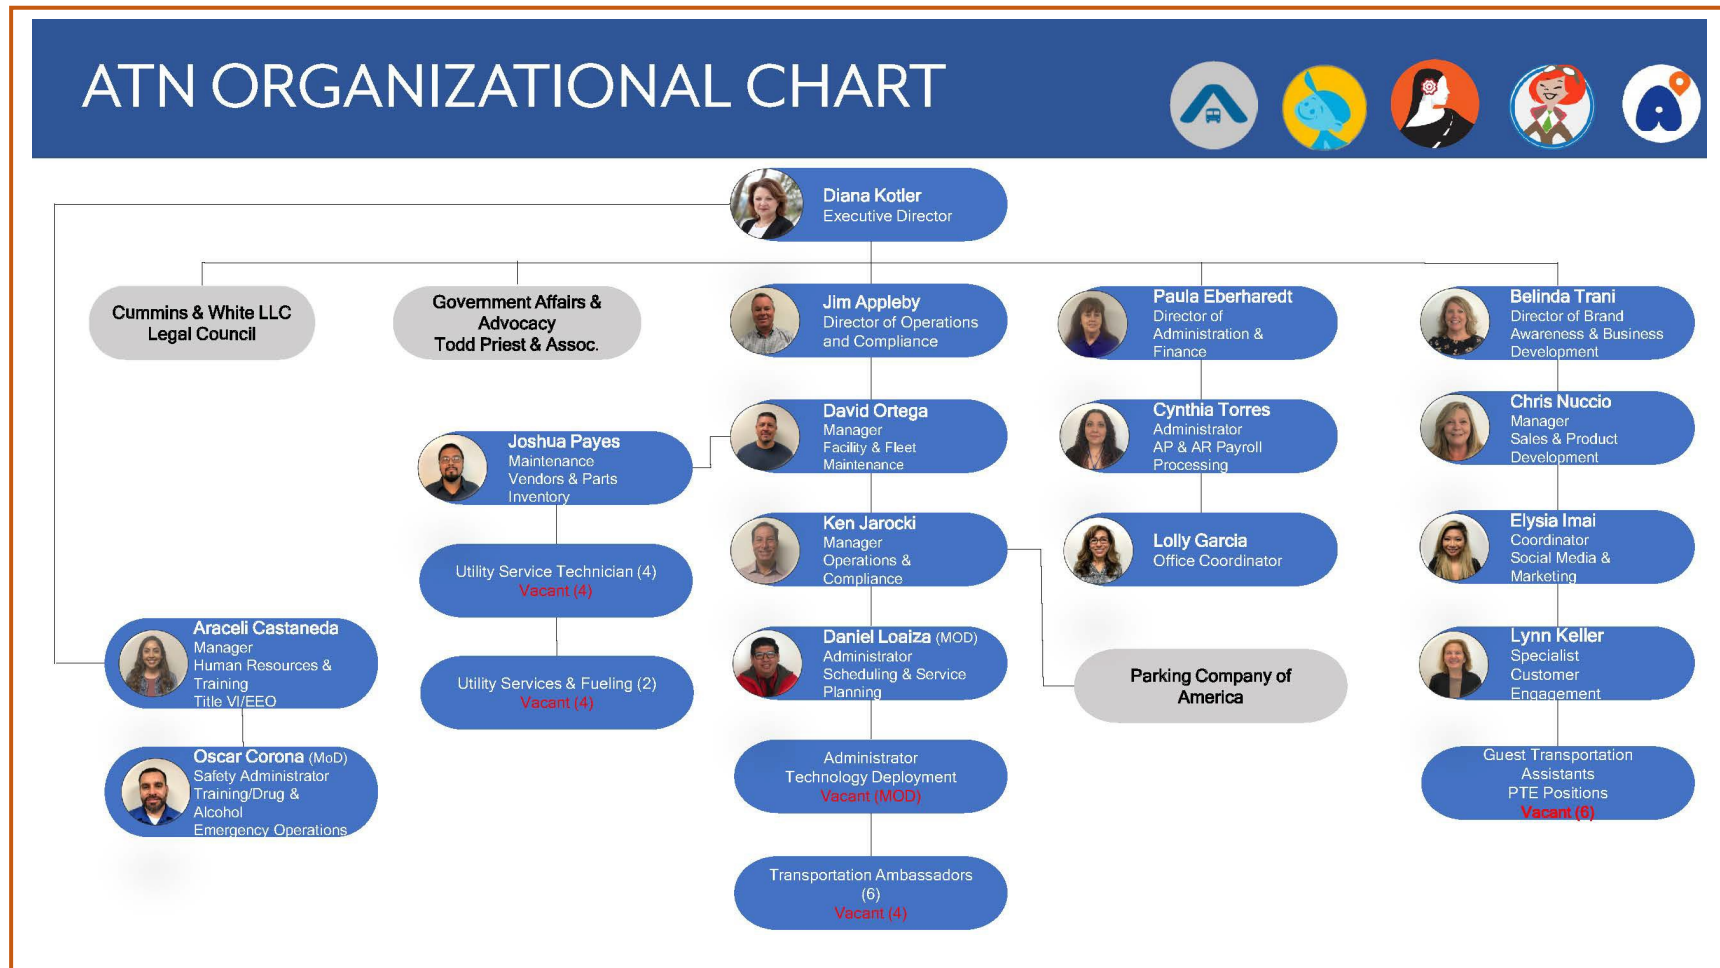 ATN ORGANIZATIONAL CHART
Diana Kotler
Executive Director
Cummins & White LLC
Legal Council
Government Affairs &
Advocacy
Todd Priest & Assoc.
Jim Appleby
Director of Operations
and Compliance
Paula Eberharedt
Director of
Administration &
Finance
Belinda Trani
Director of Brand
Awareness & Business
Development
David Ortega
Manager
Facility & Fleet
Maintenance
Cynthia Torres
Administrator
AP & AR Payroll
Processing
Chris Nuccio
Manager
Sales & Product
Development
Joshua Payes
Maintenance
Vendors & Parts
Inventory
Ken Jarocki
Manager
Operations &
Compliance
Lolly Garcia
Office Coordinator
Elysia Imai
Coordinator
Social Media &
Marketing
Utility Service Technician (4)
Vacant (4)
Araceli Castaneda
Manager
Human Resources &
Training
Title VI/EEO
Utility Services & Fueling (2)
Vacant (4)
Daniel Loaiza (MOD)
Administrator
Scheduling & Service
Planning
Parking Company of
America
Lynn Keller
Specialist
Customer
Engagement
Oscar Corona (MoD)
Safety Administrator
Training/Drug &
Alcohol
Emergency Operations
Administrator
Technology Deployment
Vacant (MOD)
Guest Transportation
Assistants
PTE Positions
Vacant (6)
Transportation Ambassadors
(6)
Vacant (4)